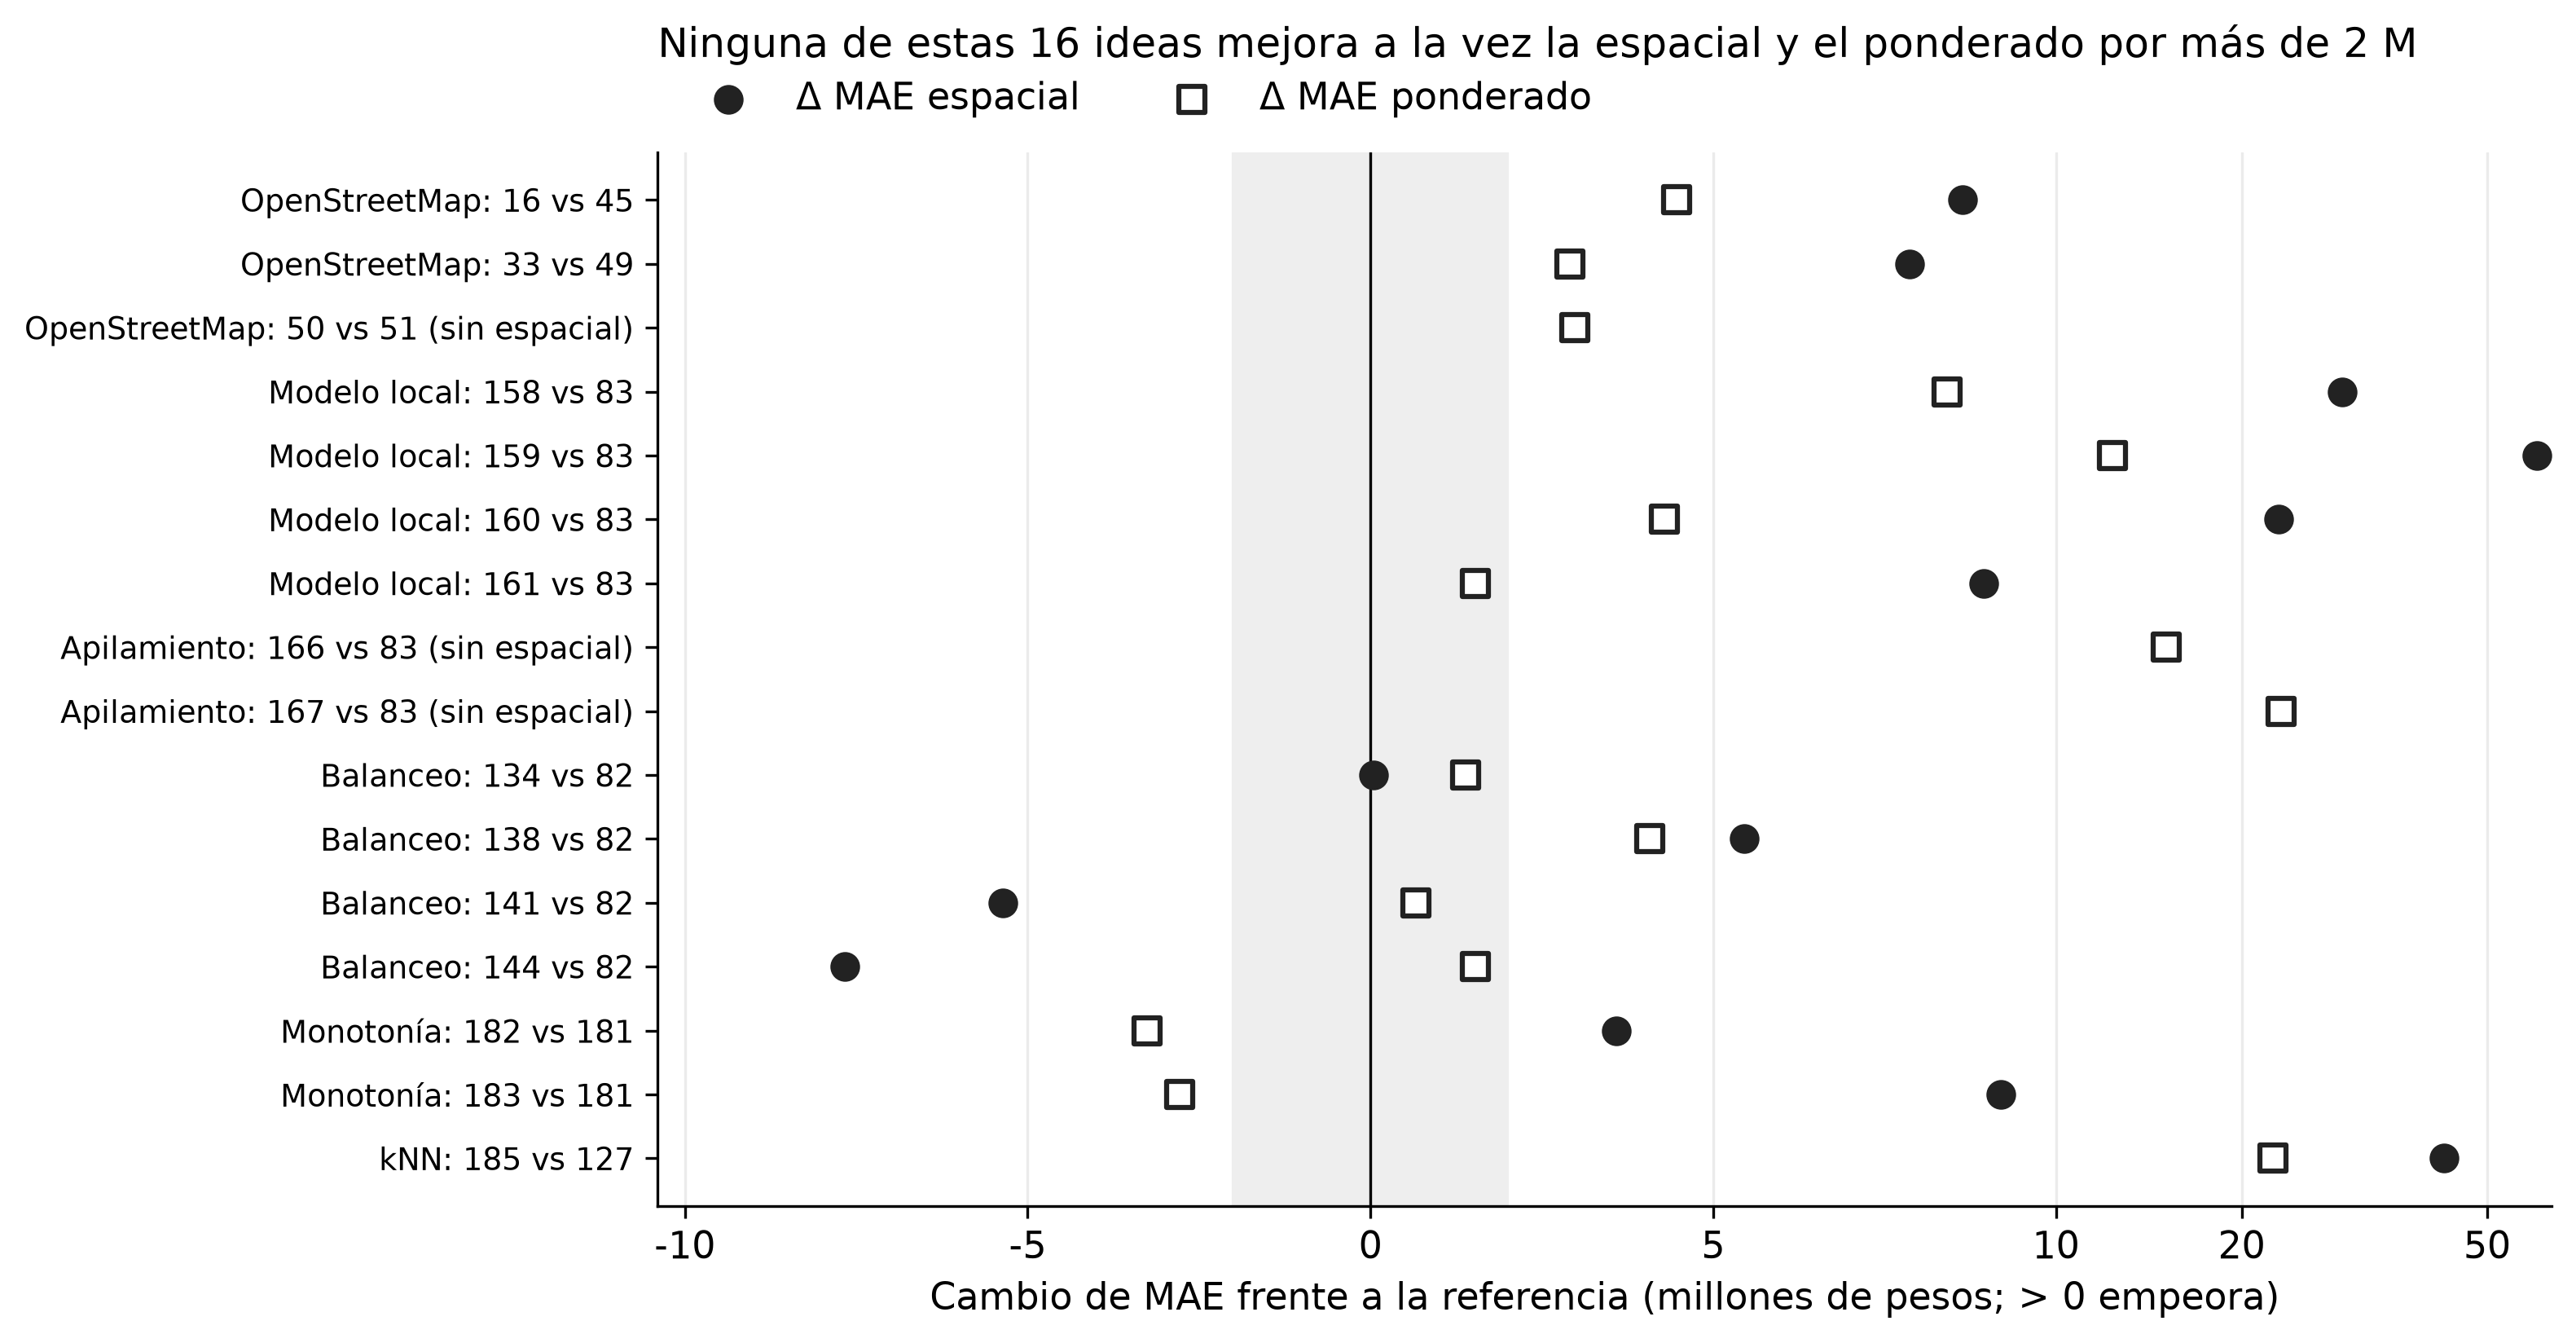 Ninguna de estas 16 ideas mejora a la vez la espacial y el ponderado por más de 2 M
Δ MAE espacial
Δ MAE ponderado
OpenStreetMap: 16 vs 45
OpenStreetMap: 33 vs 49
OpenStreetMap: 50 vs 51 (sin espacial)
Modelo local: 158 vs 83
Modelo local: 159 vs 83
Modelo local: 160 vs 83
Modelo local: 161 vs 83
Apilamiento: 166 vs 83 (sin espacial)
Apilamiento: 167 vs 83 (sin espacial)
Balanceo: 134 vs 82
Balanceo: 138 vs 82
Balanceo: 141 vs 82
Balanceo: 144 vs 82
Monotonía: 182 vs 181
Monotonía: 183 vs 181
kNN: 185 vs 127
-10 -5 0 5 10 20 50
Cambio de MAE frente a la referencia (millones de pesos; > 0 empeora)